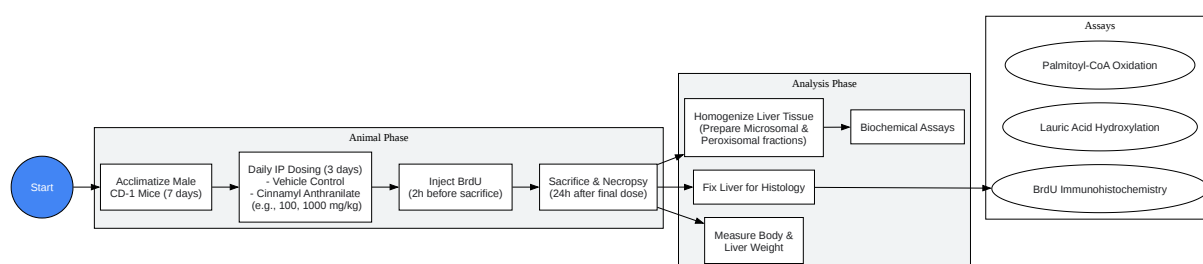 Start
Animal Phase
Acclimatize Male
CD-1 Mice (7 days)
Daily IP Dosing (3 days)
- Vehicle Control
- Cinnamyl Anthranilate
(e.g., 100, 1000 mg/kg)
Inject BrdU
(2h before sacrifice)
Sacrifice & Necropsy
(24h after final dose)
Analysis Phase
Homogenize Liver Tissue
(Prepare Microsomal &
Peroxisomal fractions)
Biochemical Assays
Fix Liver for Histology
Measure Body &
Liver Weight
Assays
Palmitoyl-CoA Oxidation
Lauric Acid Hydroxylation
BrdU Immunohistochemistry